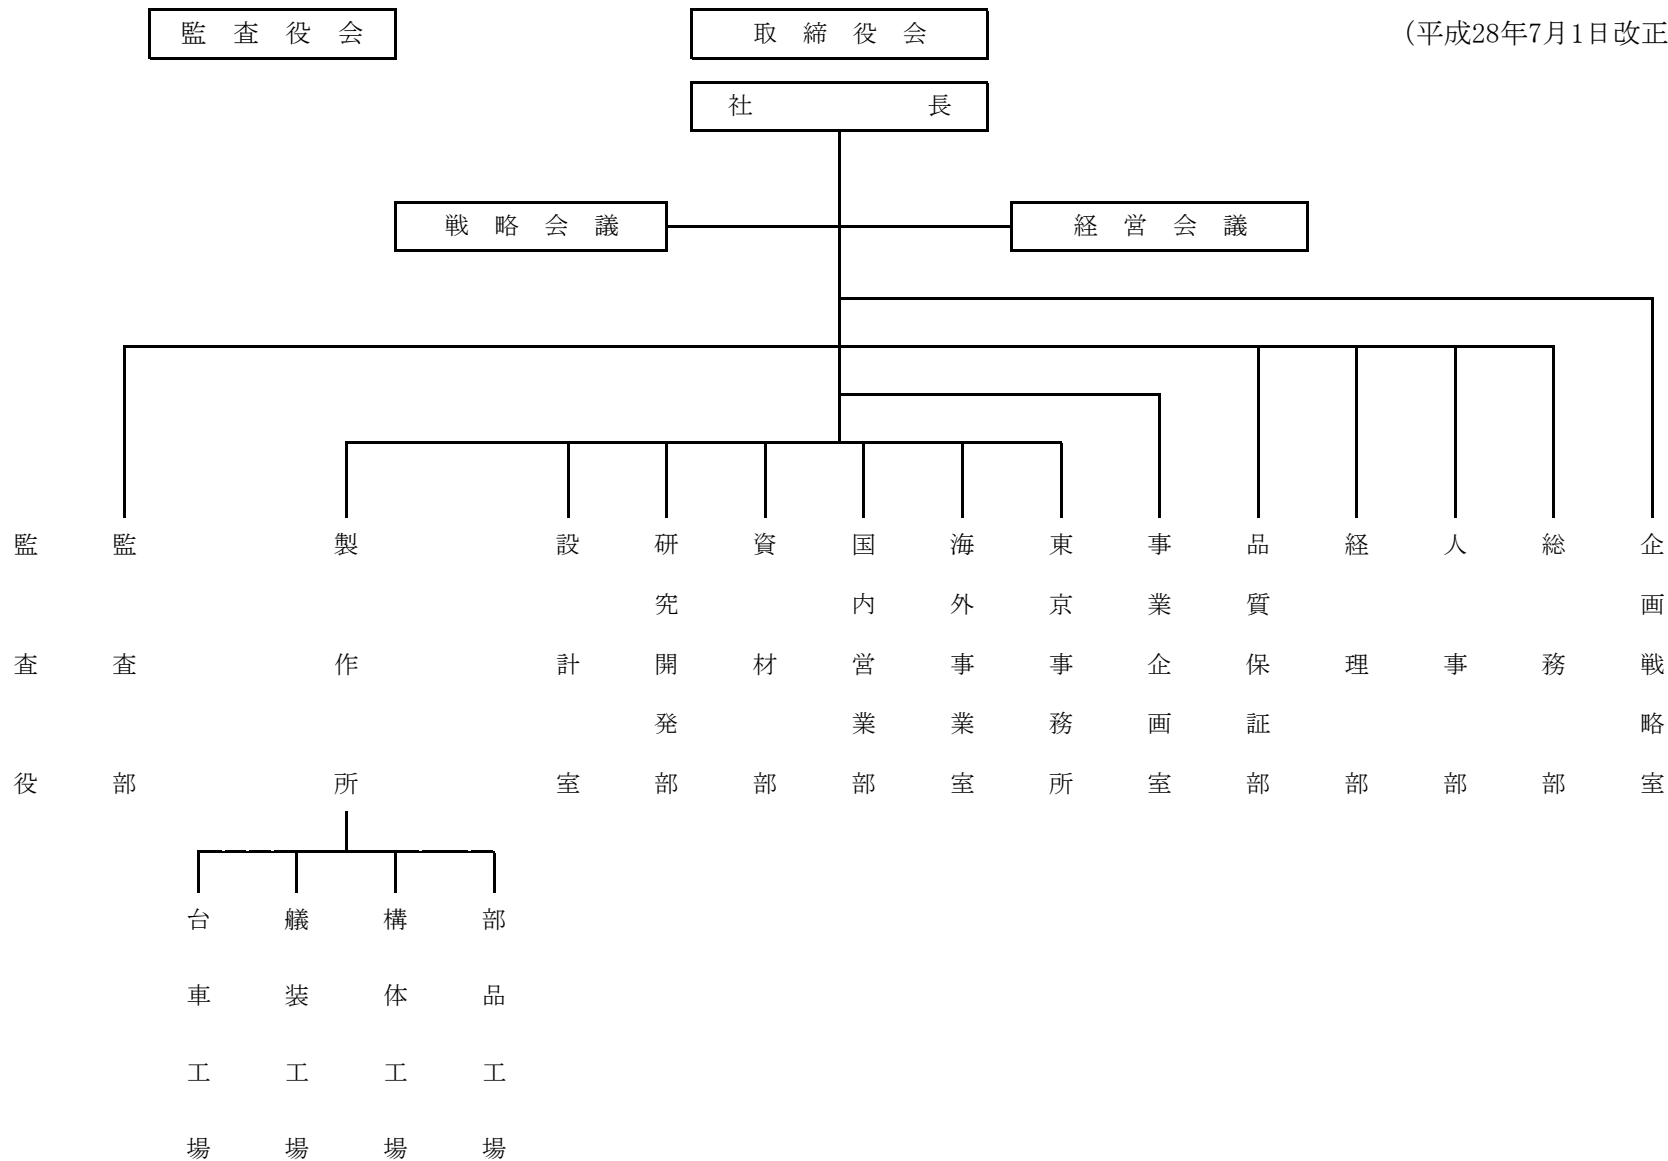 監査役会
取締役会
(平成28年7月1日改正
社長
戦略会議
経営会議
監査役
監査部
製作所
設計室
研究開発部
資材部
国内営業部
海外事業室
東京事務所
事業企画室
品質保証部
経理部
人事部
総務部
企画戦略室
台車工場
艤装工場
構体工場
部品工場